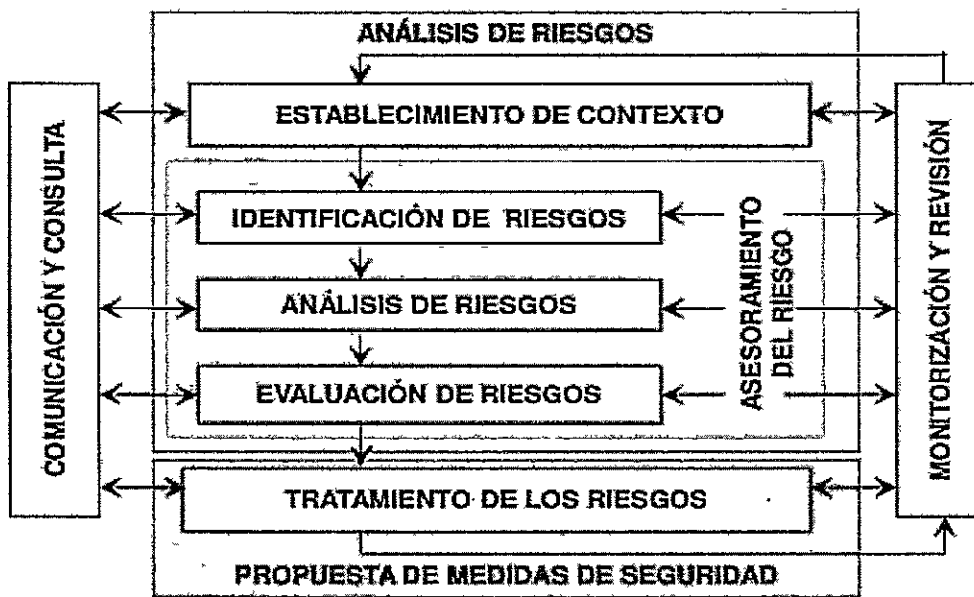 ANÁLISIS DE RIESGOS
COMUNICACIÓN Y CONSULTA
ESTABLECIMIENTO DE CONTEXTO
IDENTIFICACIÓN DE RIESGOS
ANÁLISIS DE RIESGOS
EVALUACIÓN DE RIESGOS
ASESORAMIENTO
DEL RIESGO
MONITORIZACIÓN Y REVISIÓN
TRATAMIENTO DE LOS RIESGOS
PROPUESTA DE MEDIDAS DE SEGURIDAD